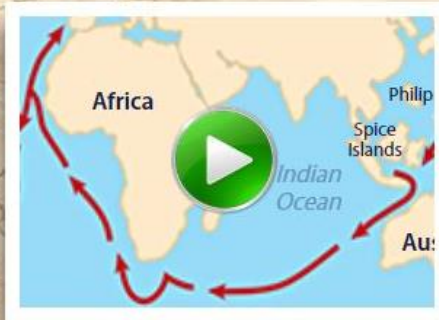 Africa
Philip
Spice
Islands
Indian
Ocean
Aus